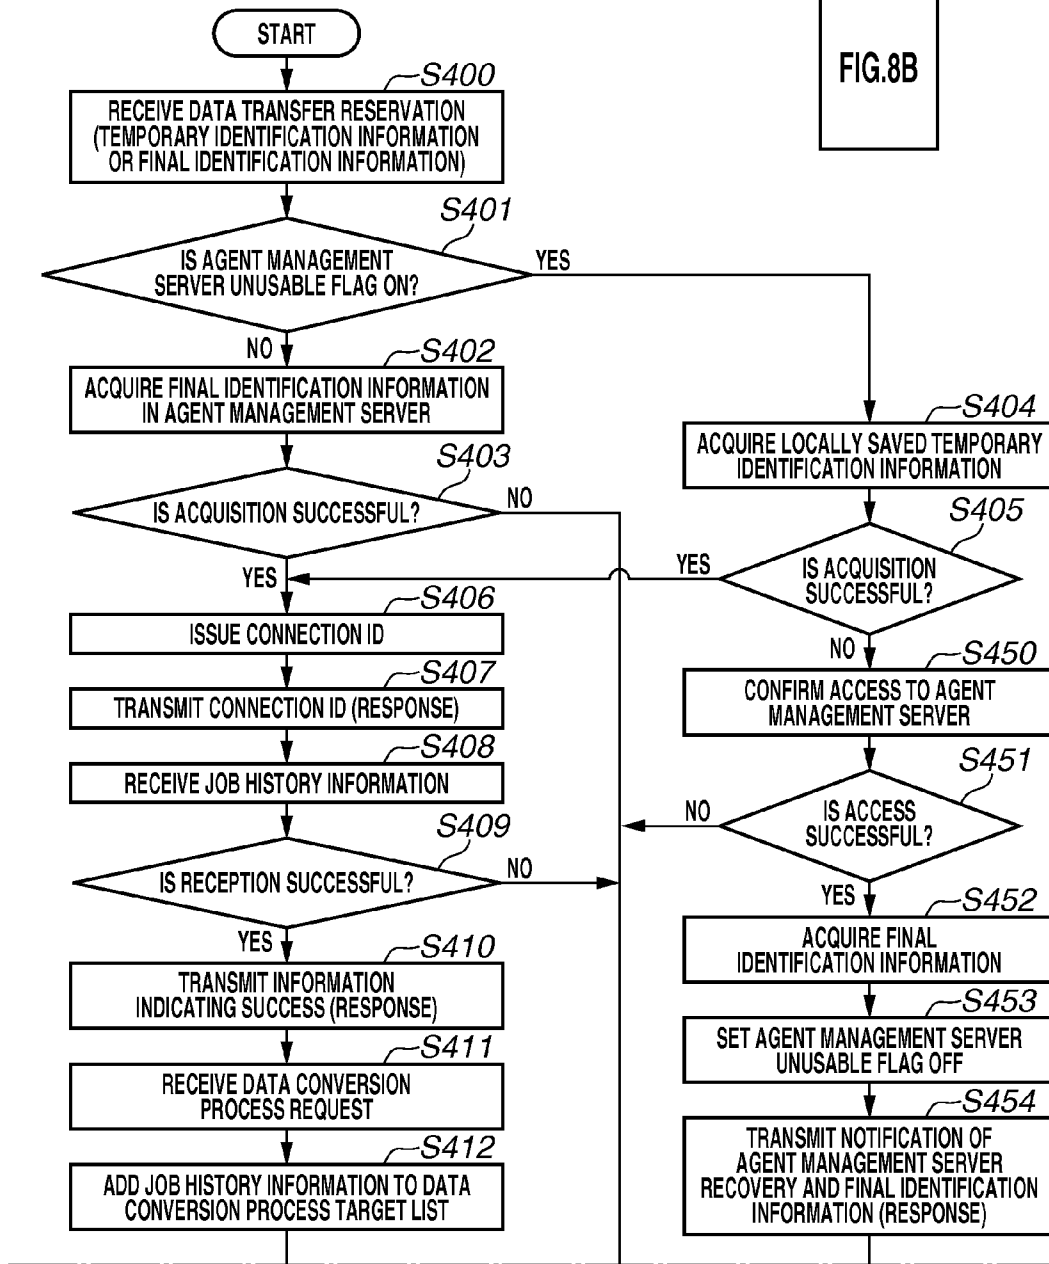 START
FIG.8B
S400
RECEIVE DATA TRANSFER RESERVATION
(TEMPORARY IDENTIFICATION INFORMATION
OR FINAL IDENTIFICATION INFORMATION)
S401
IS AGENT MANAGEMENT
SERVER UNUSABLE FLAG ON?
YES
NO
S402
ACQUIRE FINAL IDENTIFICATION INFORMATION
IN AGENT MANAGEMENT SERVER
S404
ACQUIRE LOCALLY SAVED TEMPORARY
IDENTIFICATION INFORMATION
S403
IS ACQUISITION SUCCESSFUL?
NO
YES
S405
IS ACQUISITION
SUCCESSFUL?
YES
NO
S406
ISSUE CONNECTION ID
S407
TRANSMIT CONNECTION ID (RESPONSE)
S408
RECEIVE JOB HISTORY INFORMATION
S409
IS RECEPTION SUCCESSFUL?
NO
YES
S410
TRANSMIT INFORMATION
INDICATING SUCCESS (RESPONSE)
S411
RECEIVE DATA CONVERSION
PROCESS REQUEST
S412
ADD JOB HISTORY INFORMATION TO DATA
CONVERSION PROCESS TARGET LIST
S450
CONFIRM ACCESS TO AGENT
MANAGEMENT SERVER
S451
IS ACCESS
SUCCESSFUL?
NO
YES
S452
ACQUIRE FINAL
IDENTIFICATION INFORMATION
S453
SET AGENT MANAGEMENT SERVER
UNUSABLE FLAG OFF
S454
TRANSMIT NOTIFICATION OF
AGENT MANAGEMENT SERVER
RECOVERY AND FINAL IDENTIFICATION
INFORMATION (RESPONSE)